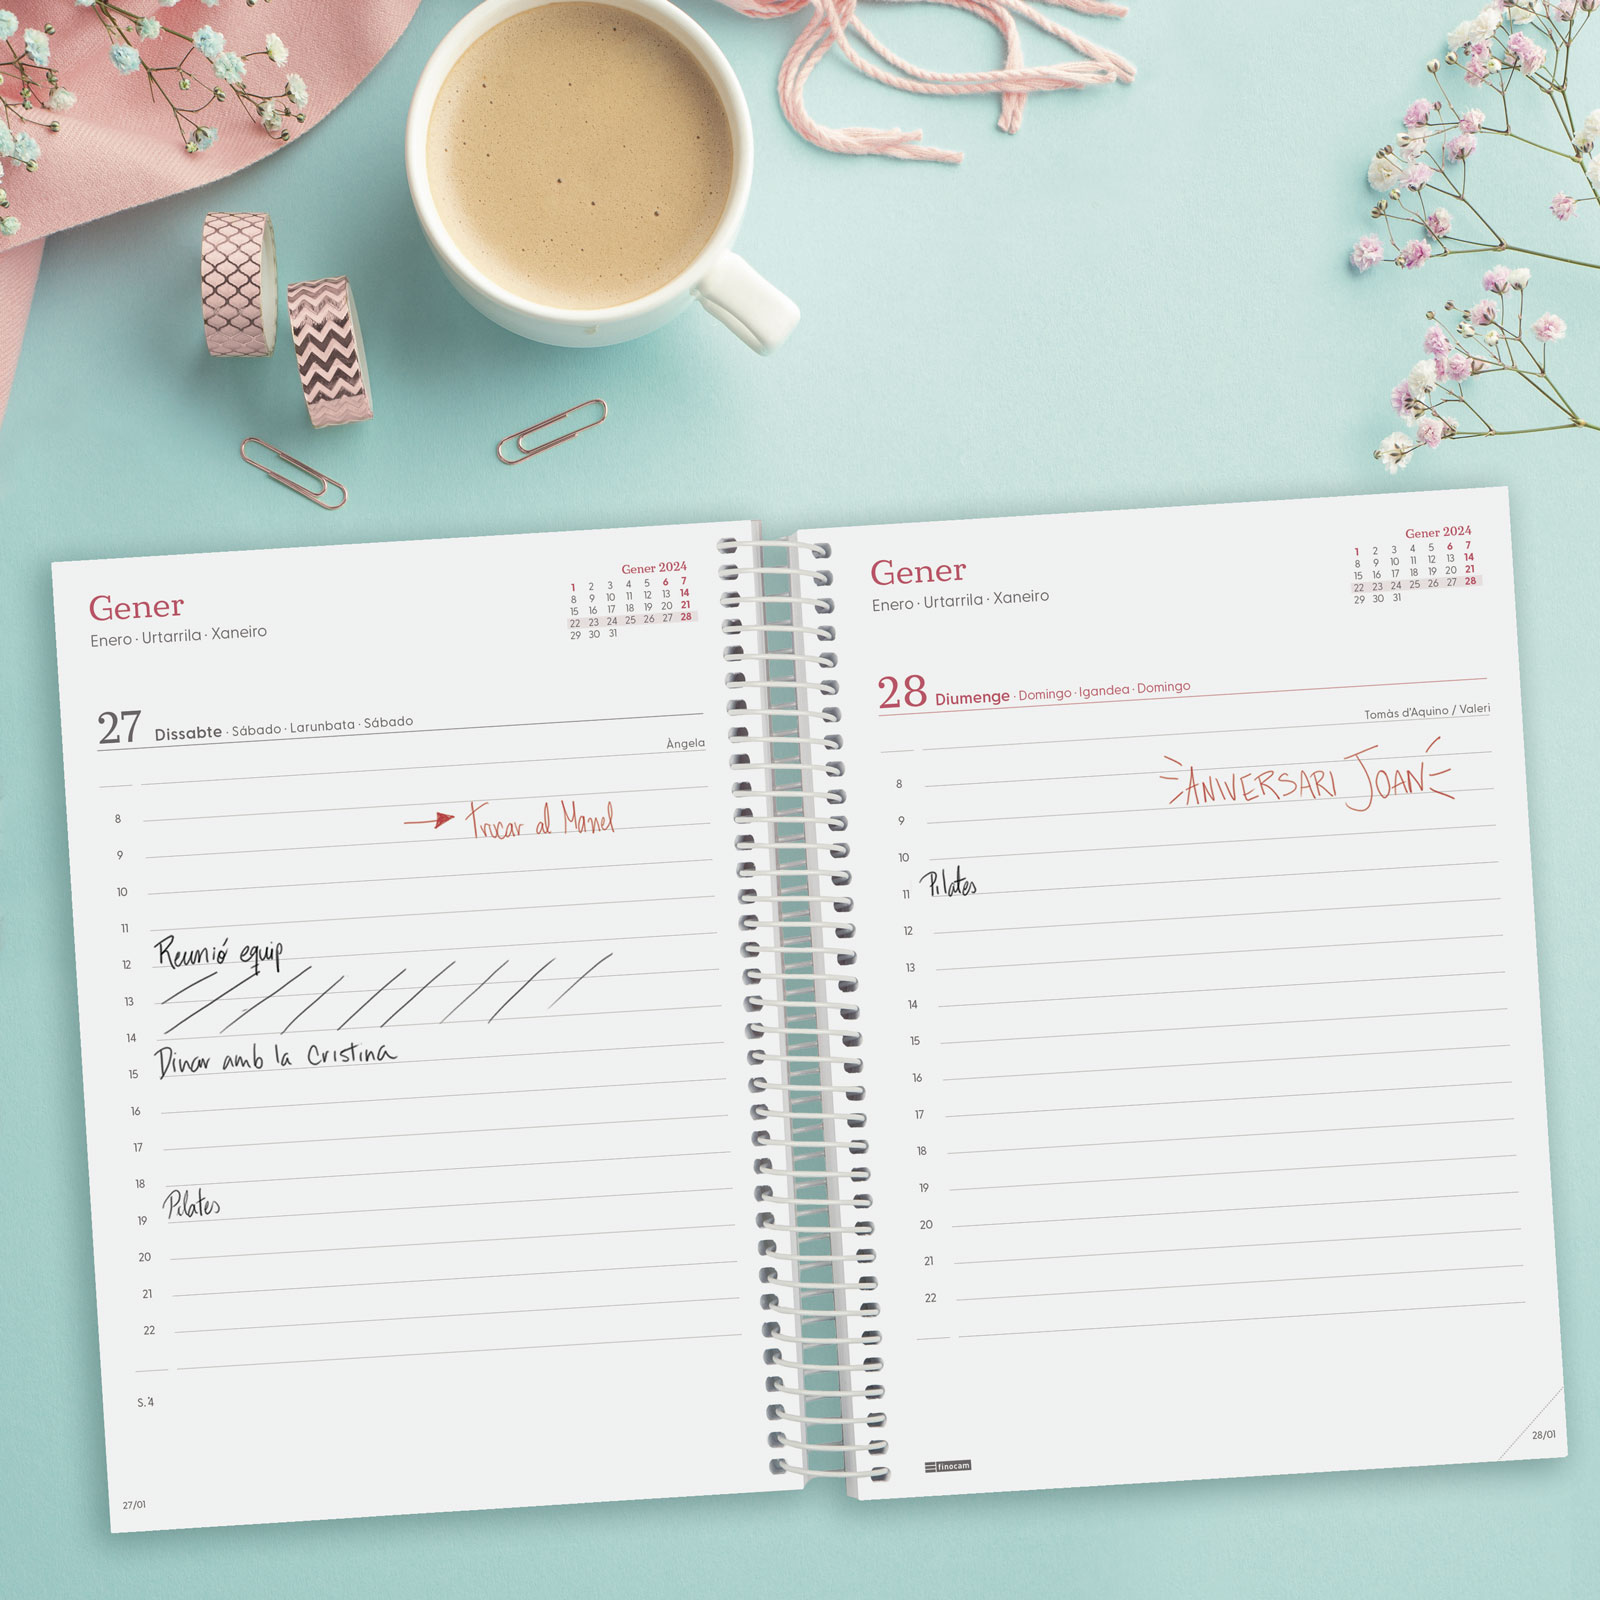 Gener
Enero · Urtarrila · Xaneiro
Gener 2024
1 2 3 4 5 6 7
8 9 10 11 12 13 14
15 16 17 18 19 20 21
22 23 24 25 26 27 28
29 30 31
27 Dissabte · Sábado · Larunbata · Sábado
Àngela
8
→ Trucar al Manel
9
10
11
12 Reunió equip
13
14
15 Dinar amb la Cristina
16
17
18
19 Pilates
20
21
22
S.4
27/01
Gener
Enero · Urtarrila · Xaneiro
Gener 2024
1 2 3 4 5 6 7
8 9 10 11 12 13 14
15 16 17 18 19 20 21
22 23 24 25 26 27 28
29 30 31
28 Diumenge · Domingo · Igandea · Domingo
Tomàs d'Aquino / Valeri
8 ANIVERSARI JOAN
9
10
11 Pilates
12
13
14
15
16
17
18
19
20
21
22
finocam
28/01